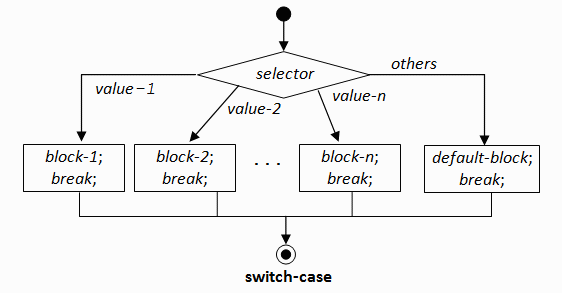 selector
others
value–1
value-2
value-n
block-1;
break;
block-2;
break;
. . .
block-n;
break;
default-block;
break;
switch-case